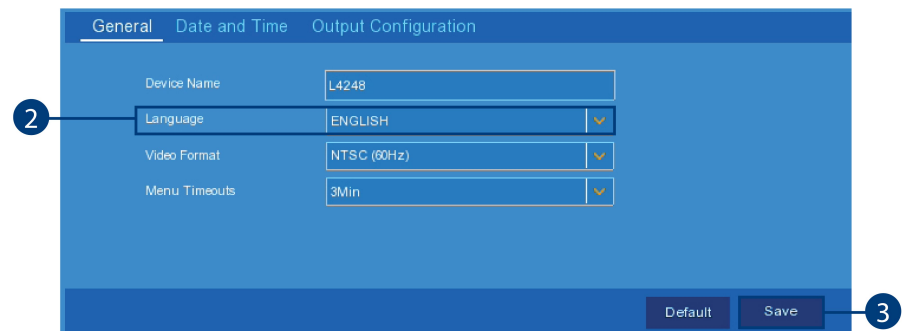 General Date and Time Output Configuration
Device Name L4248
2 Language ENGLISH
Video Format NTSC (60Hz)
Menu Timeouts 3Min
Default Save 3